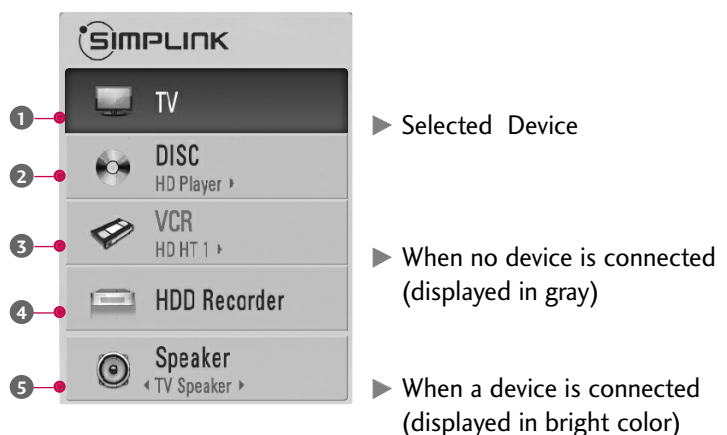 SIMPLINK
1 TV
▶ Selected Device
2 DISC
HD Player ▸
3 VCR
HD HT 1 ▸
▶ When no device is connected
(displayed in gray)
4 HDD Recorder
5 Speaker
◂ TV Speaker ▸
▶ When a device is connected
(displayed in bright color)